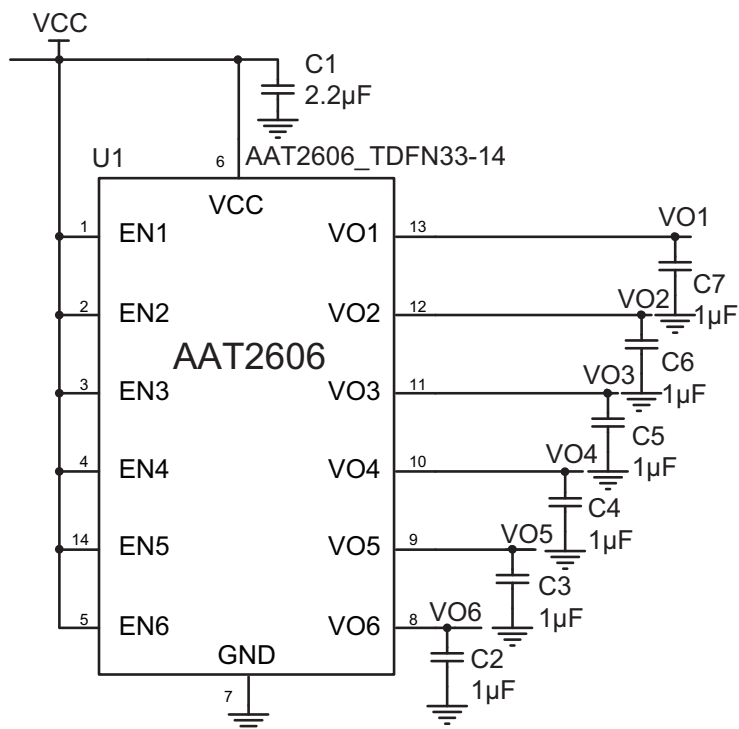 VCC
C1
2.2µF
U1
6
AAT2606_TDFN33-14
VCC
1
EN1
VO1
13
VO1
C7
1µF
2
EN2
VO2
12
VO2
C6
1µF
AAT2606
3
EN3
VO3
11
VO3
C5
1µF
4
EN4
VO4
10
VO4
C4
1µF
14
EN5
VO5
9
VO5
C3
1µF
5
EN6
VO6
8
VO6
C2
1µF
GND
7